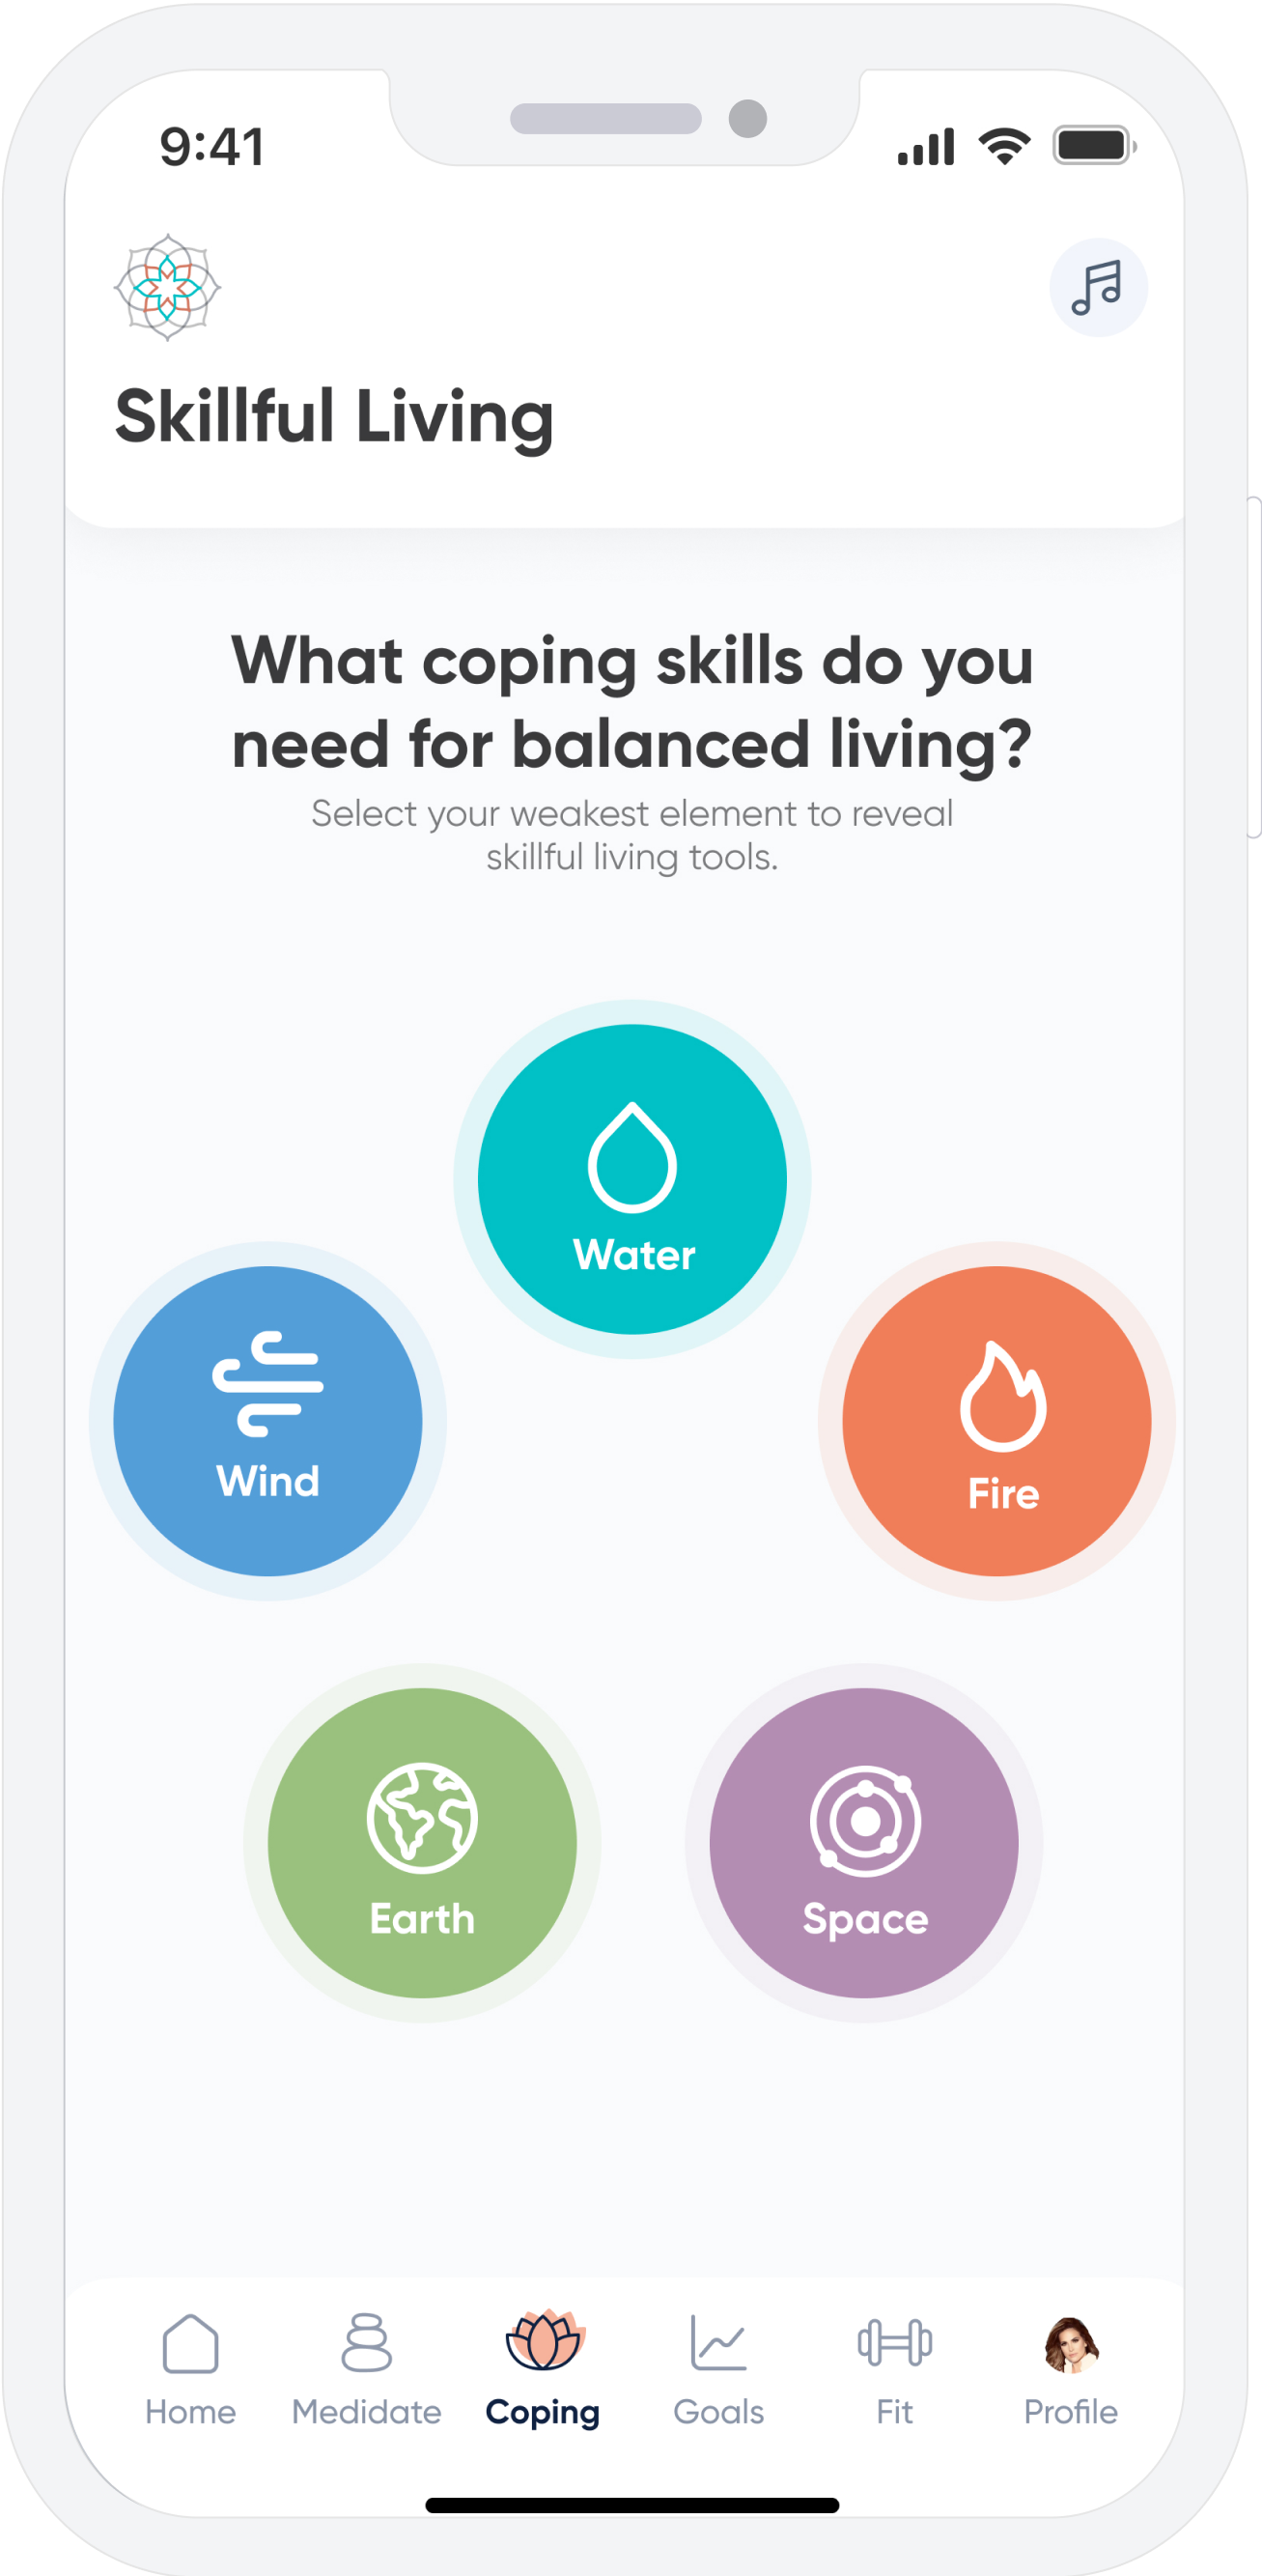 9:41
Skillful Living
What coping skills do you
need for balanced living?
Select your weakest element to reveal
skillful living tools.
Water
Wind
Fire
Earth
Space
Home
Medidate
Coping
Goals
Fit
Profile